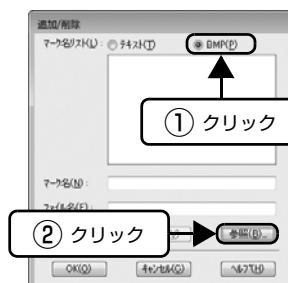 追加/削除
マーク名リスト(L): テキスト(T) BMP(P)
① クリック
マーク名(N):
ファイル名(F):
② クリック 参照(B)...
OK(O) キャンセル(C) ヘルプ(H)